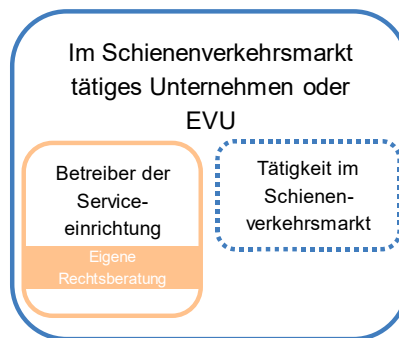 Im Schienenverkehrsmarkt
tätiges Unternehmen oder
EVU
Betreiber der
Service-
einrichtung
Eigene
Rechtsberatung
Tätigkeit im
Schienen-
verkehrsmarkt